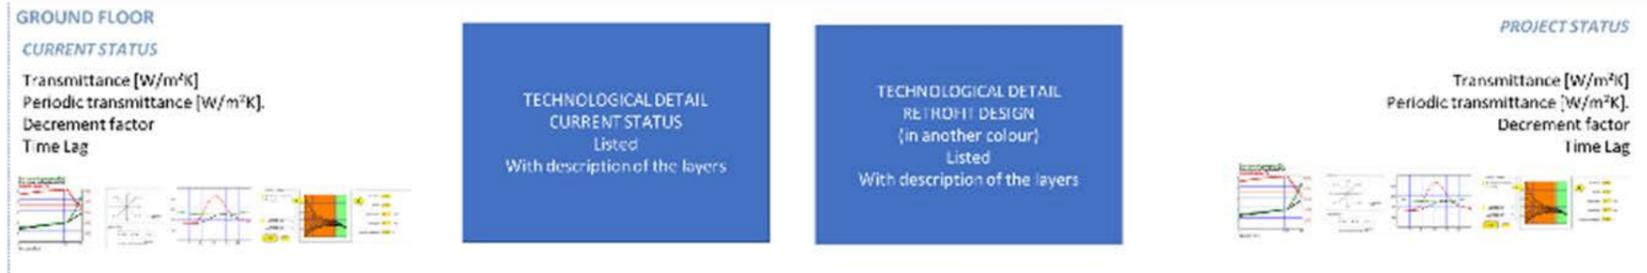 GROUND FLOOR
CURRENT STATUS
Transmittance [W/m²K]
Periodic transmittance [W/m²K].
Decrement factor
Time Lag
TECHNOLOGICAL DETAIL
CURRENT STATUS
Listed
With description of the layers
TECHNOLOGICAL DETAIL
RETROFIT DESIGN
(in another colour)
Listed
With description of the layers
PROJECT STATUS
Transmittance [W/m²K]
Periodic transmittance [W/m²K].
Decrement factor
Time Lag